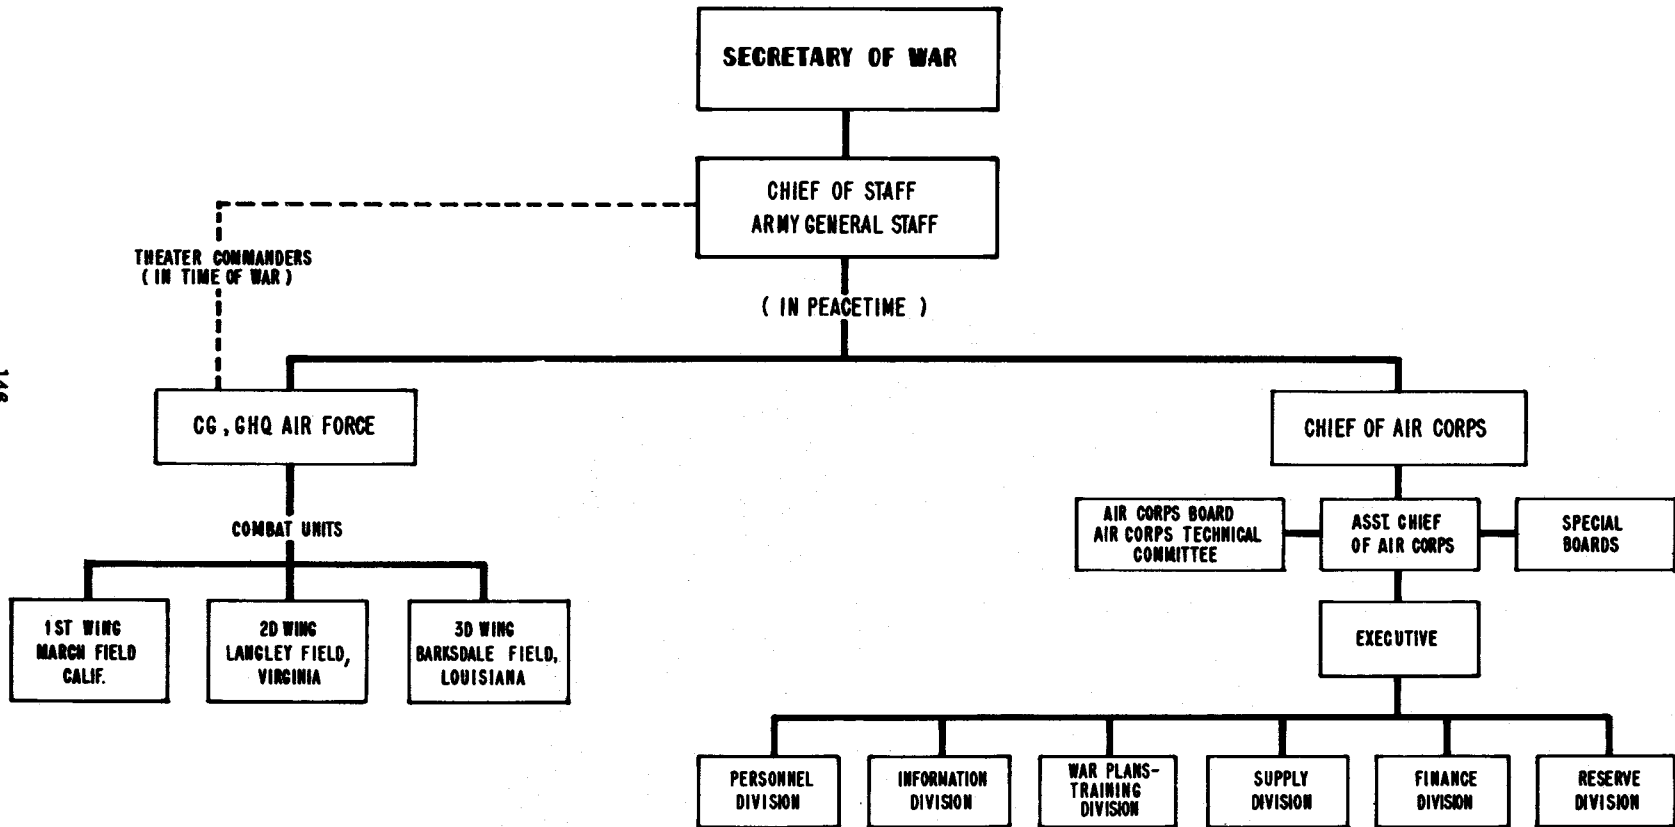 SECRETARY OF WAR
CHIEF OF STAFF
ARMY GENERAL STAFF
THEATER COMMANDERS
( IN TIME OF WAR )
( IN PEACETIME )
146
CG, GHQ AIR FORCE
CHIEF OF AIR CORPS
COMBAT UNITS
AIR CORPS BOARD
AIR CORPS TECHNICAL
COMMITTEE
ASST. CHIEF
OF AIR CORPS
SPECIAL
BOARDS
1ST WING
MARCH FIELD
CALIF.
2D WING
LANGLEY FIELD,
VIRGINIA
3D WING
BARKSDALE FIELD,
LOUISIANA
EXECUTIVE
PERSONNEL
DIVISION
INFORMATION
DIVISION
WAR PLANS-
TRAINING
DIVISION
SUPPLY
DIVISION
FINANCE
DIVISION
RESERVE
DIVISION